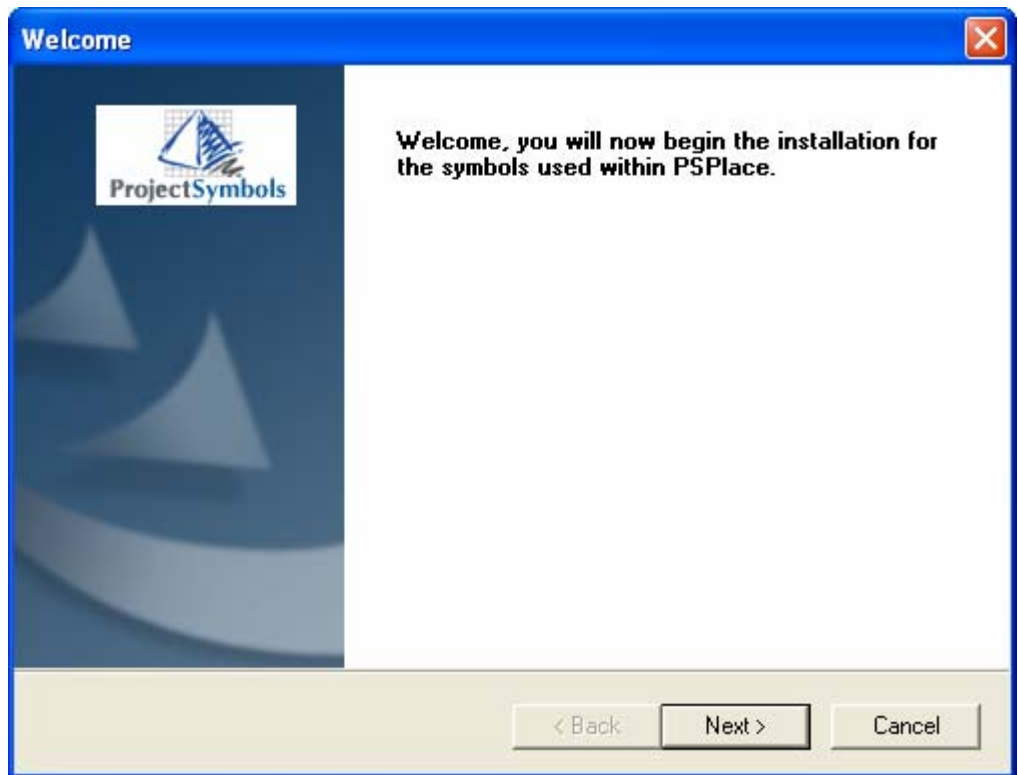 Welcome
ProjectSymbols
Welcome, you will now begin the installation for
the symbols used within PSPlace.
< Back
Next >
Cancel